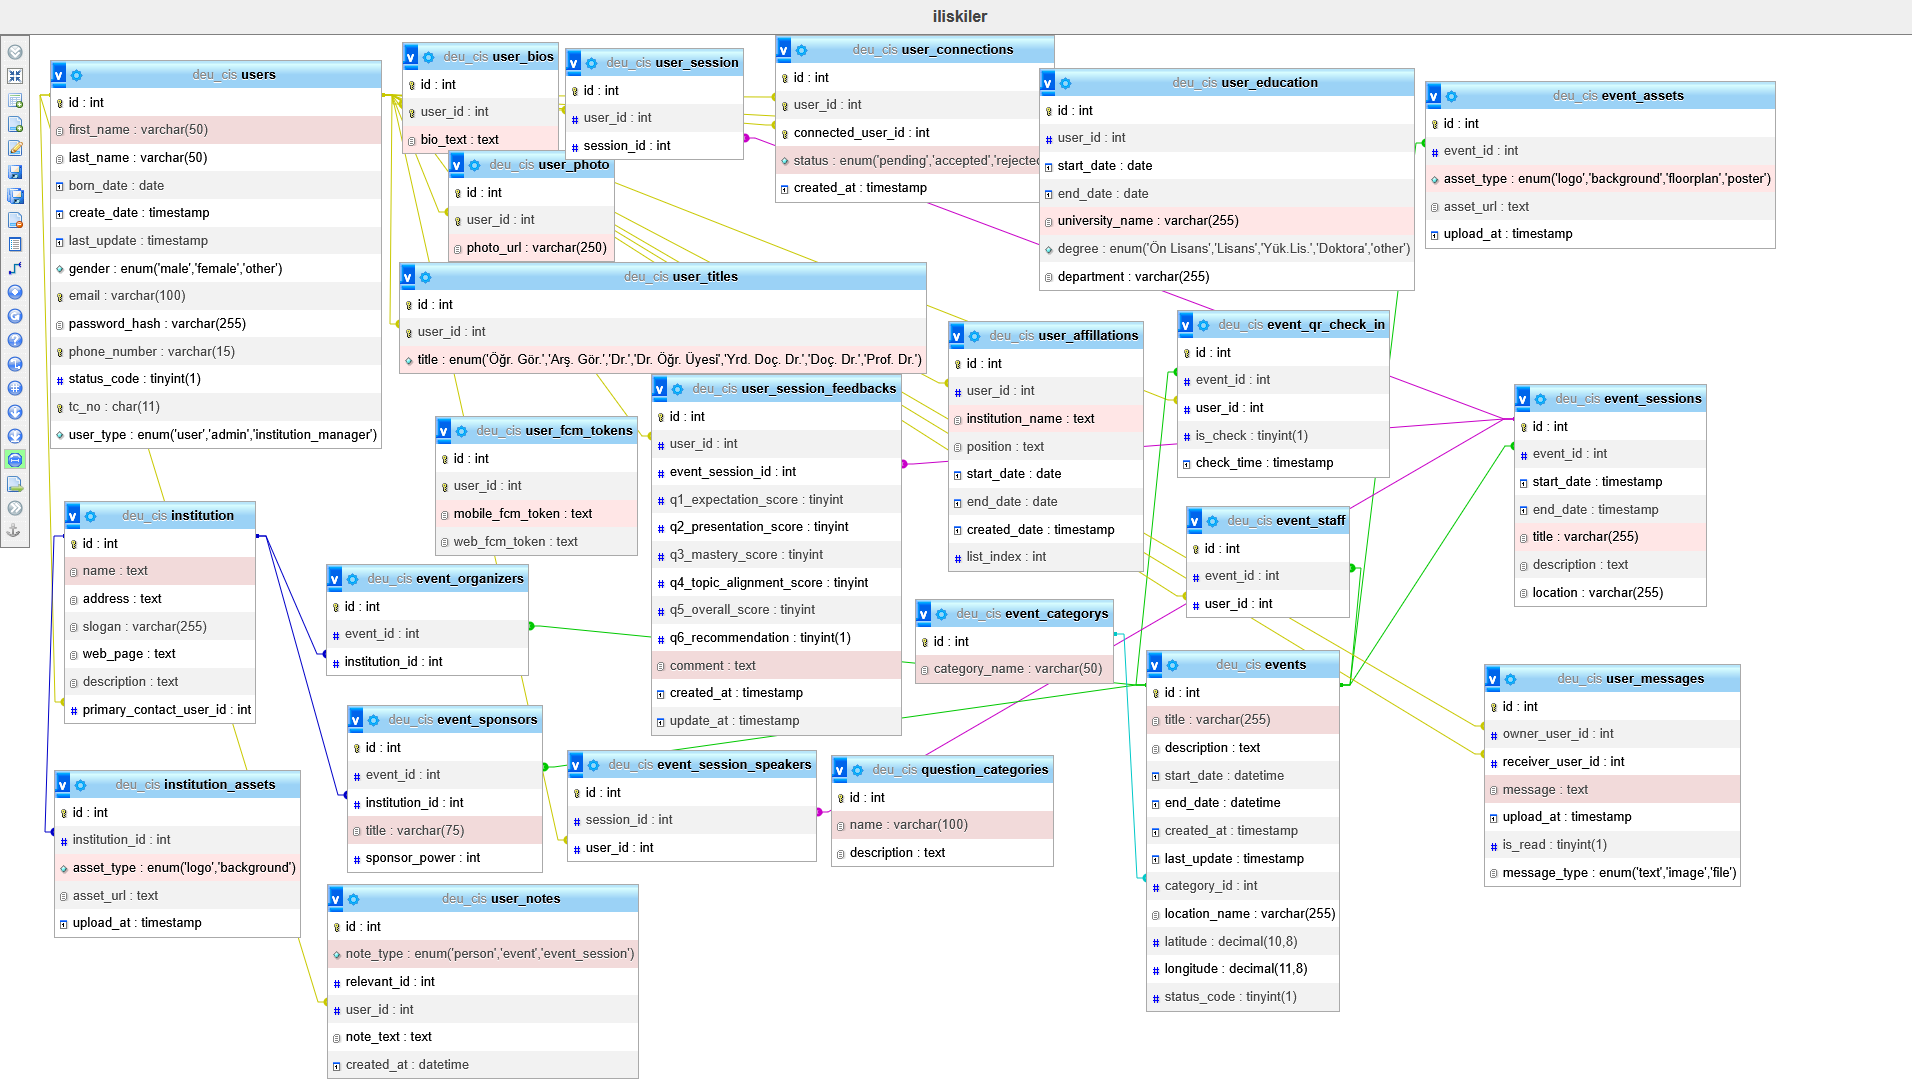 iliskiler
deu_cis users
id : int
first_name : varchar(50)
last_name : varchar(50)
born_date : date
create_date : timestamp
last_update : timestamp
gender : enum('male','female','other')
email : varchar(100)
password_hash : varchar(255)
phone_number : varchar(15)
status_code : tinyint(1)
tc_no : char(11)
user_type : enum('user','admin','institution_manager')
deu_cis user_bios
id : int
user_id : int
bio_text : text
deu_cis user_session
id : int
user_id : int
session_id : int
deu_cis user_connections
id : int
user_id : int
connected_user_id : int
status : enum('pending','accepted','rejected
created_at : timestamp
deu_cis user_education
id : int
user_id : int
start_date : date
end_date : date
university_name : varchar(255)
degree : enum('Ön Lisans','Lisans','Yük.Lis.','Doktora','other')
department : varchar(255)
deu_cis event_assets
id : int
event_id : int
asset_type : enum('logo','background','floorplan','poster')
asset_url : text
upload_at : timestamp
deu_cis user_photo
id : int
user_id : int
photo_url : varchar(250)
deu_cis user_titles
id : int
user_id : int
title : enum('Öğr. Gör.','Arş. Gör.','Dr.','Dr. Öğr. Üyesi','Yrd. Doç. Dr.','Doç. Dr.','Prof. Dr.')
deu_cis user_affillations
id : int
user_id : int
institution_name : text
position : text
start_date : date
end_date : date
created_date : timestamp
list_index : int
deu_cis event_qr_check_in
id : int
event_id : int
user_id : int
is_check : tinyint(1)
check_time : timestamp
deu_cis event_sessions
id : int
event_id : int
start_date : timestamp
end_date : timestamp
title : varchar(255)
description : text
location : varchar(255)
deu_cis user_session_feedbacks
id : int
user_id : int
event_session_id : int
q1_expectation_score : tinyint
q2_presentation_score : tinyint
q3_mastery_score : tinyint
q4_topic_alignment_score : tinyint
q5_overall_score : tinyint
q6_recommendation : tinyint(1)
comment : text
created_at : timestamp
update_at : timestamp
deu_cis user_fcm_tokens
id : int
user_id : int
mobile_fcm_token : text
web_fcm_token : text
deu_cis institution
id : int
name : text
address : text
slogan : varchar(255)
web_page : text
description : text
primary_contact_user_id : int
deu_cis event_staff
id : int
event_id : int
user_id : int
deu_cis event_organizers
id : int
event_id : int
institution_id : int
deu_cis event_categorys
id : int
category_name : varchar(50)
deu_cis events
id : int
title : varchar(255)
description : text
start_date : datetime
end_date : datetime
created_at : timestamp
last_update : timestamp
category_id : int
location_name : varchar(255)
latitude : decimal(10,8)
longitude : decimal(11,8)
status_code : tinyint(1)
deu_cis user_messages
id : int
owner_user_id : int
receiver_user_id : int
message : text
upload_at : timestamp
is_read : tinyint(1)
message_type : enum('text','image','file')
deu_cis event_sponsors
id : int
event_id : int
institution_id : int
title : varchar(75)
sponsor_power : int
deu_cis event_session_speakers
id : int
session_id : int
user_id : int
deu_cis question_categories
id : int
name : varchar(100)
description : text
deu_cis institution_assets
id : int
institution_id : int
asset_type : enum('logo','background')
asset_url : text
upload_at : timestamp
deu_cis user_notes
id : int
note_type : enum('person','event','event_session')
relevant_id : int
user_id : int
note_text : text
created_at : datetime